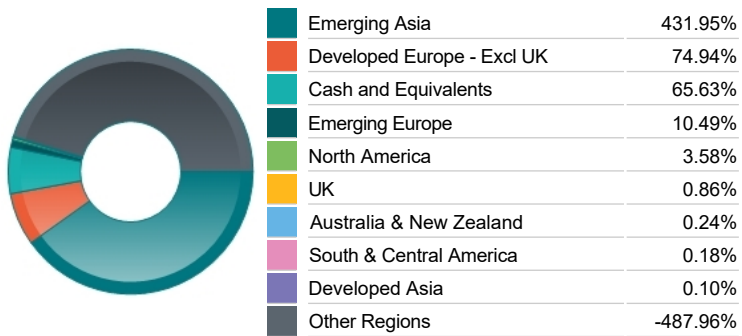 Emerging Asia 431.95%
Developed Europe - Excl UK 74.94%
Cash and Equivalents 65.63%
Emerging Europe 10.49%
North America 3.58%
UK 0.86%
Australia & New Zealand 0.24%
South & Central America 0.18%
Developed Asia 0.10%
Other Regions -487.96%